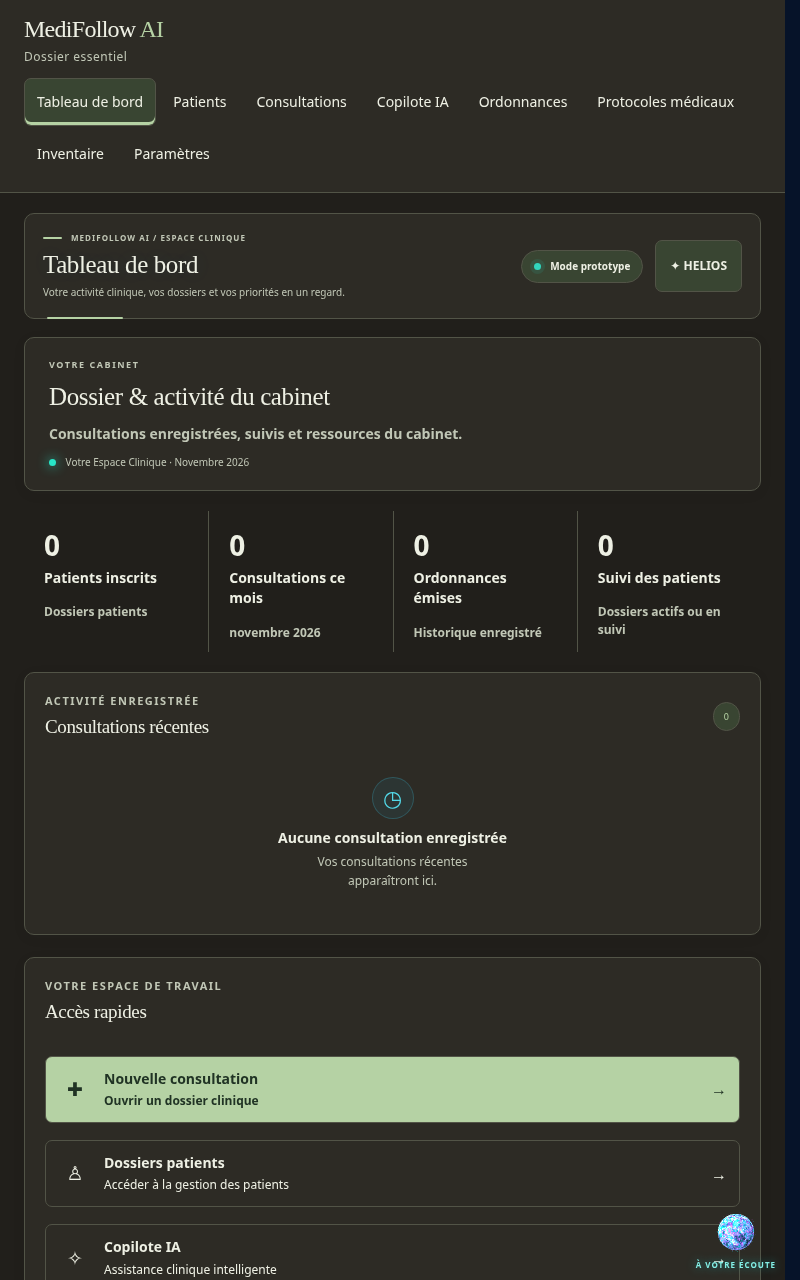 MediFollow AI
Dossier essentiel
Tableau de bord
Patients
Consultations
Copilote IA
Ordonnances
Protocoles médicaux
Inventaire
Paramètres
MEDIFOLLOW AI / ESPACE CLINIQUE
Tableau de bord
Votre activité clinique, vos dossiers et vos priorités en un regard.
Mode prototype
✦ HELIOS
VOTRE CABINET
Dossier & activité du cabinet
Consultations enregistrées, suivis et ressources du cabinet.
Votre Espace Clinique · Novembre 2026
0
Patients inscrits
Dossiers patients
0
Consultations ce
mois
novembre 2026
0
Ordonnances
émises
Historique enregistré
0
Suivi des patients
Dossiers actifs ou en
suivi
ACTIVITÉ ENREGISTRÉE
Consultations récentes
0
Aucune consultation enregistrée
Vos consultations récentes
apparaîtront ici.
VOTRE ESPACE DE TRAVAIL
Accès rapides
Nouvelle consultation
Ouvrir un dossier clinique
→
Dossiers patients
Accéder à la gestion des patients
→
Copilote IA
Assistance clinique intelligente
À VOTRE ÉCOUTE